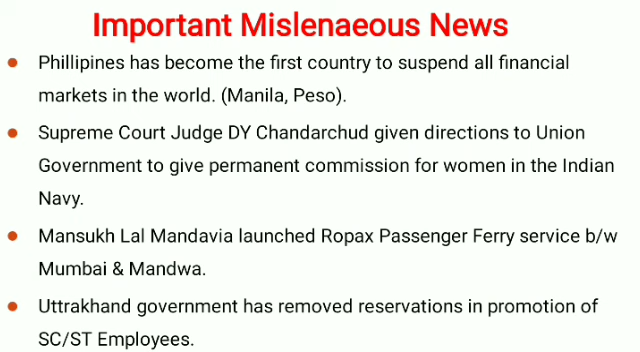 Important Mislenaeous News
Phillipines has become the first country to suspend all financial
markets in the world. (Manila, Peso).
Supreme Court Judge DY Chandarchud given directions to Union
Government to give permanent commission for women in the Indian
Navy.
Mansukh Lal Mandavia launched Ropax Passenger Ferry service b/w
Mumbai & Mandwa.
Uttrakhand government has removed reservations in promotion of
SC/ST Employees.